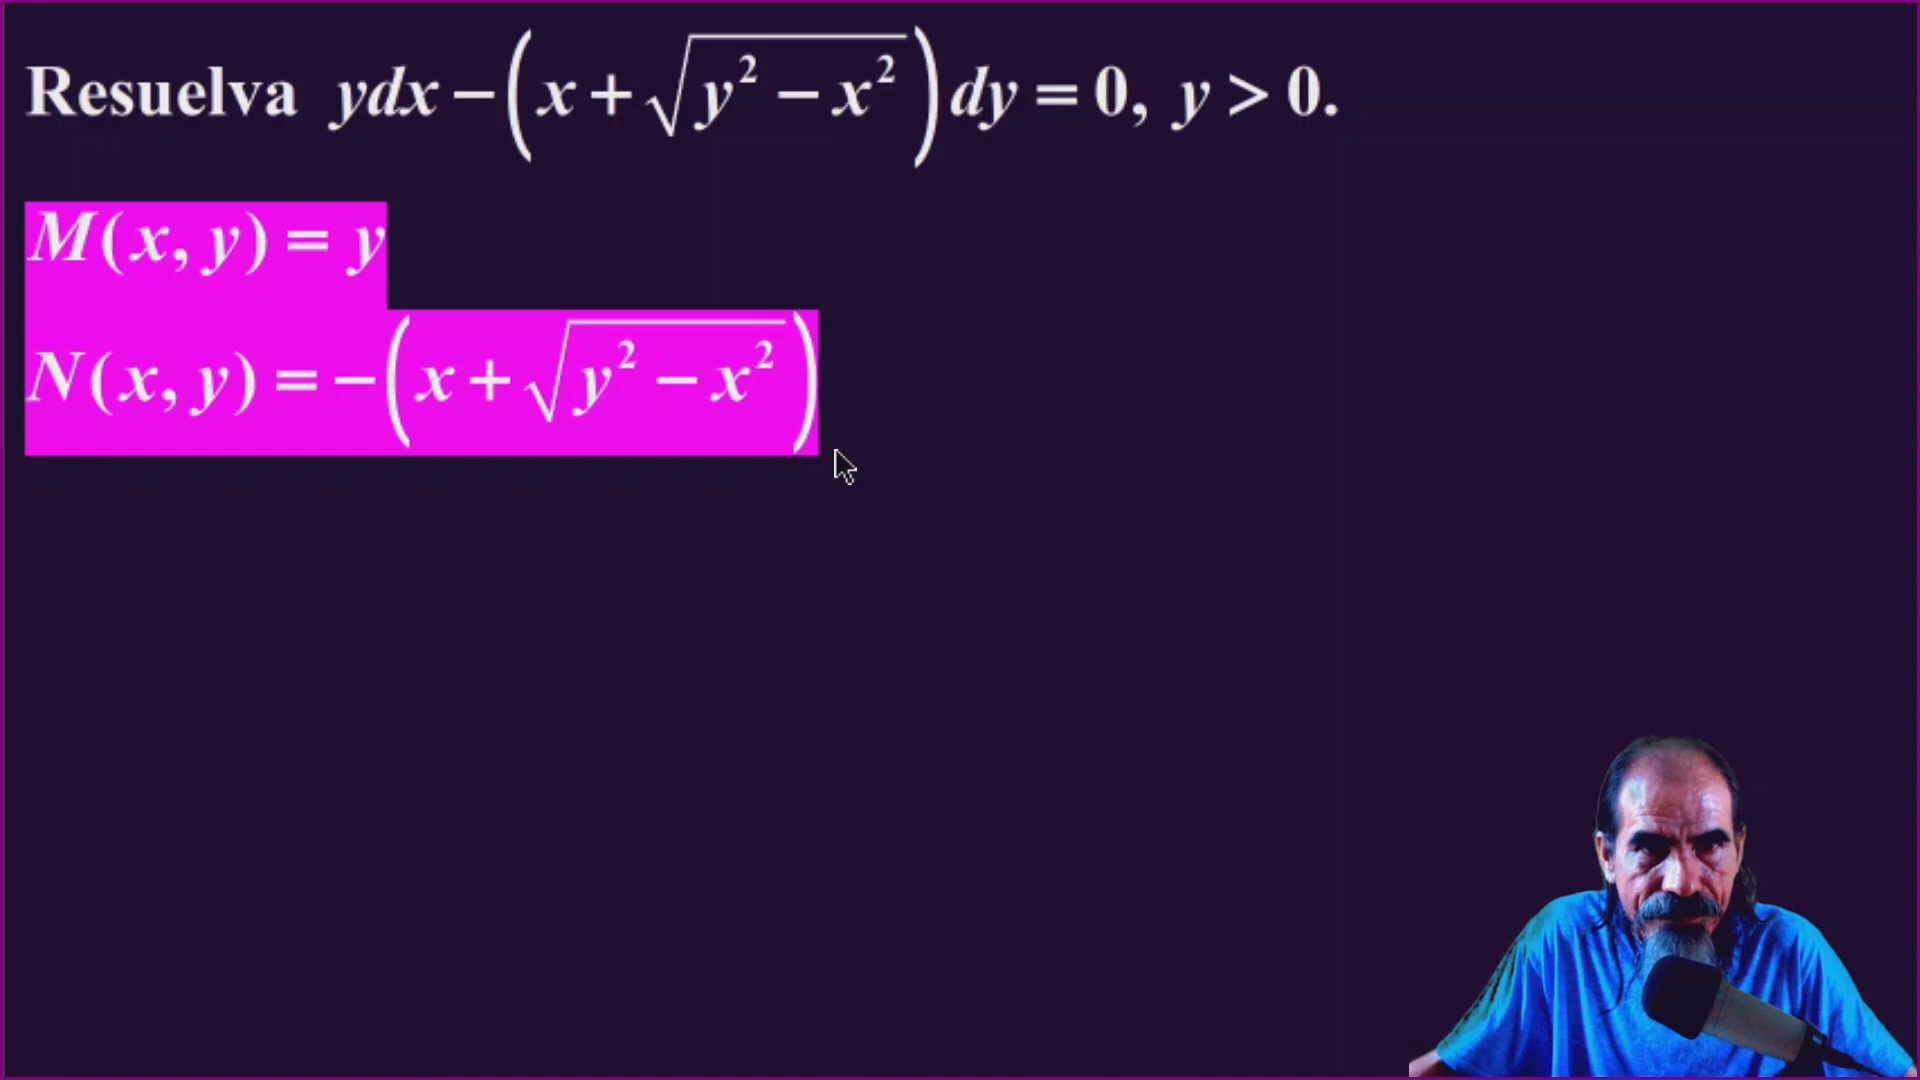 Resuelva ydx − (x + √(y² − x²)) dy = 0, y > 0.
M(x, y) = y
N(x, y) = −(x + √(y² − x²))